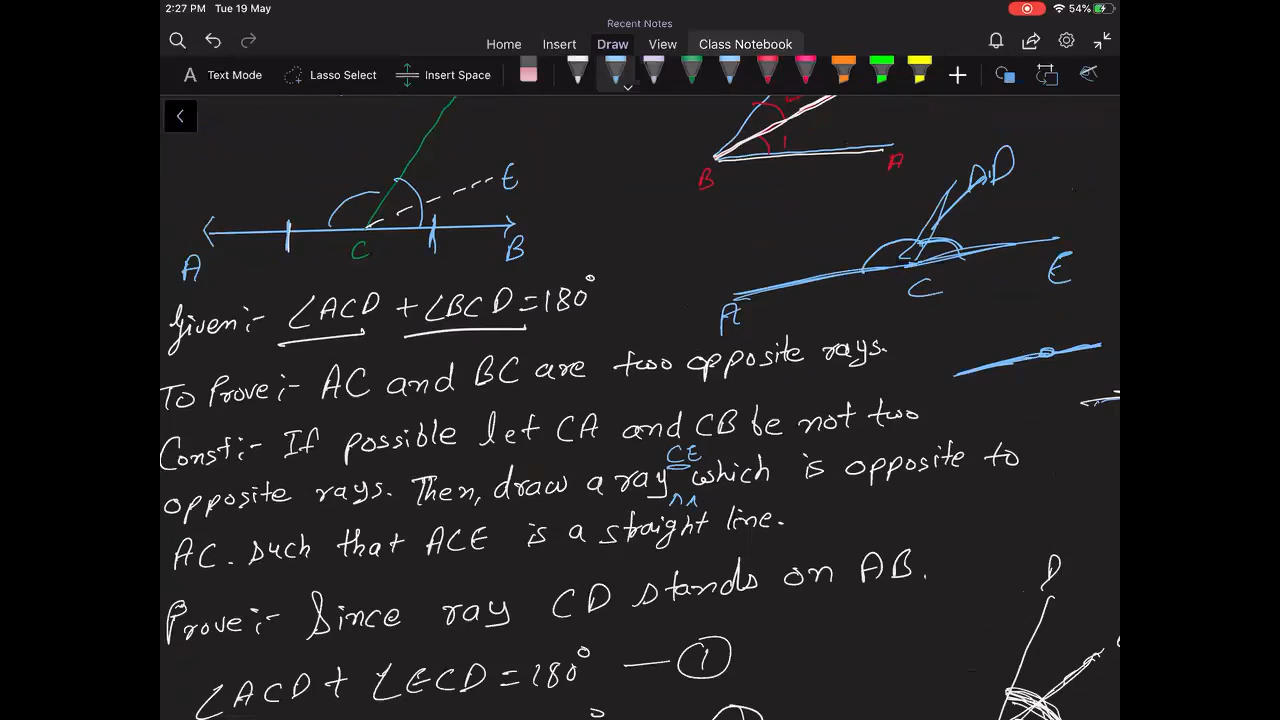 2:27 PM Tue 19 May
54%
Recent Notes
Home Insert Draw View Class Notebook
Text Mode Lasso Select Insert Space
E
A C B
B A
D
A C E
Given:- ∠ACD + ∠BCD = 180°
To Prove:- AC and BC are two opposite rays.
Const:- If possible let CA and CB be not two
opposite rays. Then, draw a ray CE which is opposite to
AC. such that ACE is a straight line.
Prove:- Since ray CD stands on AB.
∠ACD + ∠ECD = 180° — 1